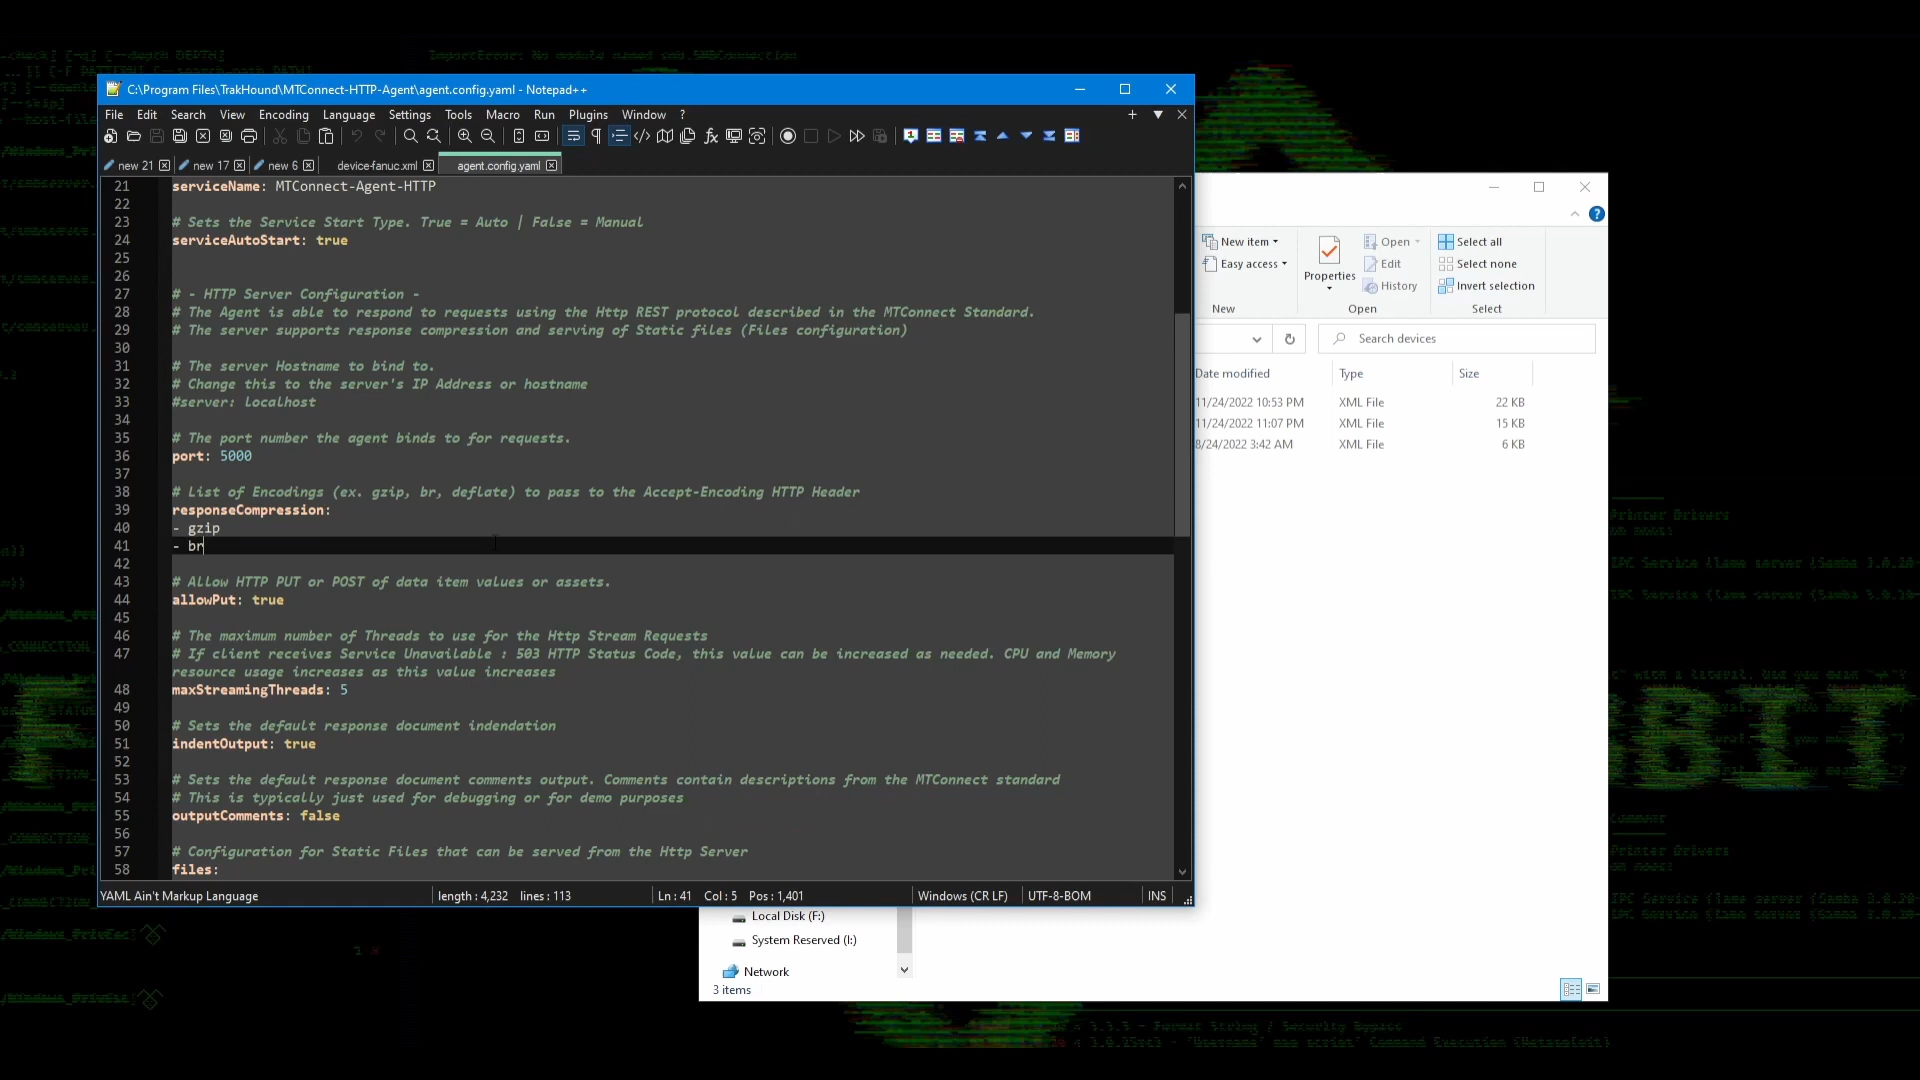 C:\Program Files\TrakHound\MTConnect-HTTP-Agent\agent.config.yaml - Notepad++
File Edit Search View Encoding Language Settings Tools Macro Run Plugins Window ?
new 21 new 17 new 6 device-fanuc.xml agent.config.yaml
21 serviceName: MTConnect-Agent-HTTP
22
23 # Sets the Service Start Type. True = Auto | False = Manual
24 serviceAutoStart: true
25
26
27 # - HTTP Server Configuration -
28 # The Agent is able to respond to requests using the Http REST protocol described in the MTConnect Standard.
29 # The server supports response compression and serving of Static files (Files configuration)
30
31 # The server Hostname to bind to.
32 # Change this to the server's IP Address or hostname
33 #server: localhost
34
35 # The port number the agent binds to for requests.
36 port: 5000
37
38 # List of Encodings (ex. gzip, br, deflate) to pass to the Accept-Encoding HTTP Header
39 responseCompression:
40 - gzip
41 - br
42
43 # Allow HTTP PUT or POST of data item values or assets.
44 allowPut: true
45
46 # The maximum number of Threads to use for the Http Stream Requests
47 # If client receives Service Unavailable : 503 HTTP Status Code, this value can be increased as needed. CPU and Memory
resource usage increases as this value increases
48 maxStreamingThreads: 5
49
50 # Sets the default response document indendation
51 indentOutput: true
52
53 # Sets the default response document comments output. Comments contain descriptions from the MTConnect standard
54 # This is typically just used for debugging or for demo purposes
55 outputComments: false
56
57 # Configuration for Static Files that can be served from the Http Server
58 files:
YAML Ain't Markup Language length : 4,232 lines : 113 Ln : 41 Col : 5 Pos : 1,401 Windows (CR LF) UTF-8-BOM INS
New item
Easy access
New
Properties
Open
Edit
History
Open
Select all
Select none
Invert selection
Select
Search devices
Date modified Type Size
11/24/2022 10:53 PM XML File 22 KB
11/24/2022 11:07 PM XML File 15 KB
8/24/2022 3:42 AM XML File 6 KB
Local Disk (F:)
System Reserved (I:)
Network
3 items